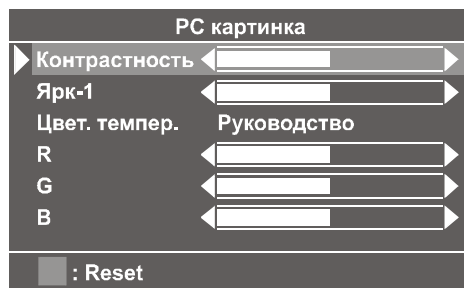 PC картинка
Контрастность
Ярк-1
Цвет. темпер. Руководство
R
G
B
: Reset